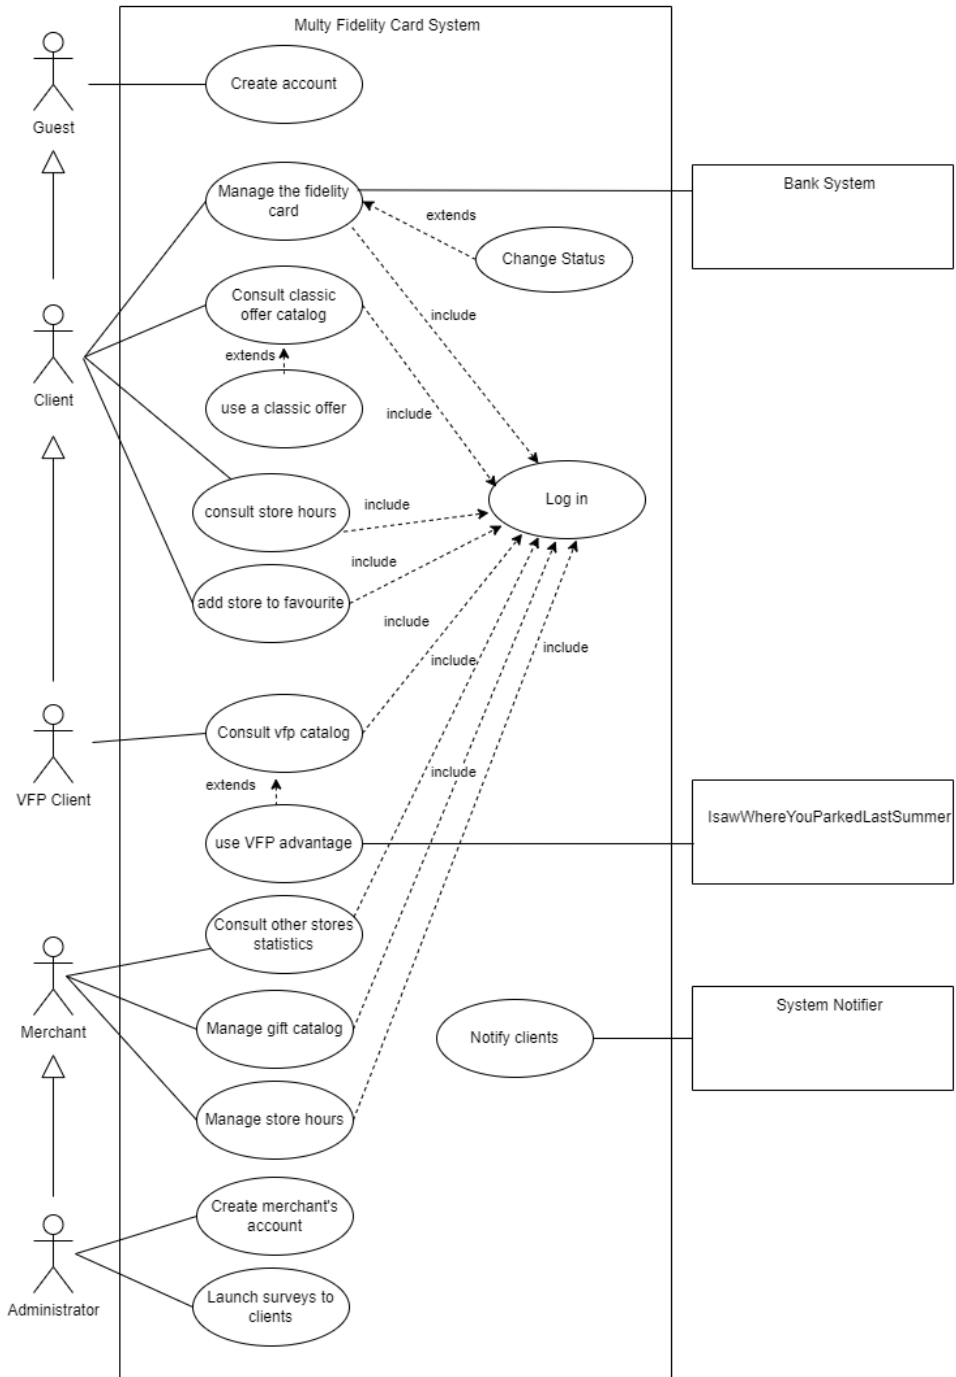 Multy Fidelity Card System
Create account
Guest
Manage the fidelity
card
Bank System
extends
Change Status
Consult classic
offer catalog
include
extends
Client
use a classic offer
include
Log in
consult store hours
include
include
add store to favourite
include
include
include
Consult vfp catalog
VFP Client
include
extends
IsawWhereYouParkedLastSummer
use VFP advantage
Consult other stores
statistics
System Notifier
Merchant
Manage gift catalog
Notify clients
Manage store hours
Create merchant's
account
Administrator
Launch surveys to
clients